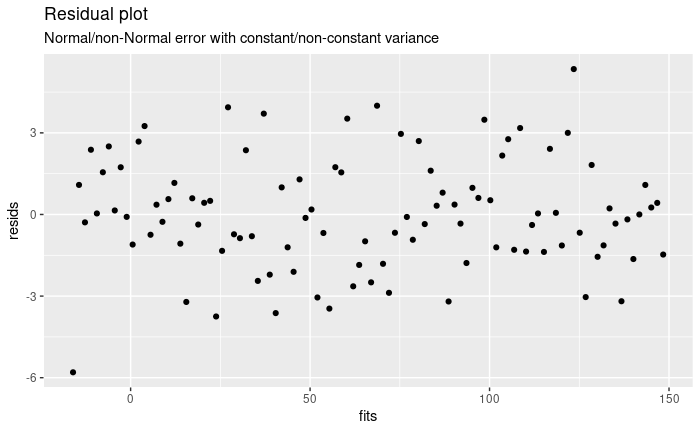 Residual plot
Normal/non-Normal error with constant/non-constant variance
resids
3
0
-3
-6
0 50 100 150
fits